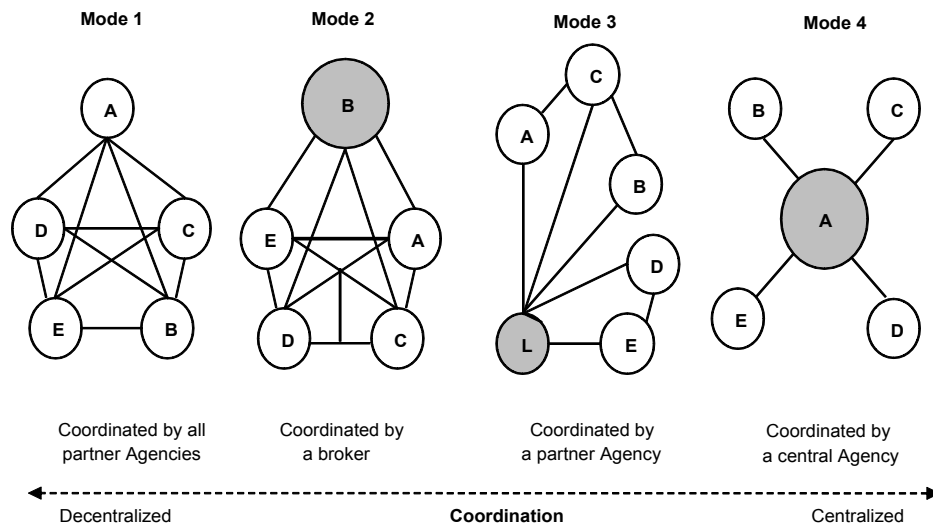 Mode 1
Mode 2
Mode 3
Mode 4
A
D
C
E
B
B
E
A
D
C
C
A
B
D
L
E
B
C
A
E
D
Coordinated by all
partner Agencies
Coordinated by
a broker
Coordinated by
a partner Agency
Coordinated by
a central Agency
Decentralized
Coordination
Centralized